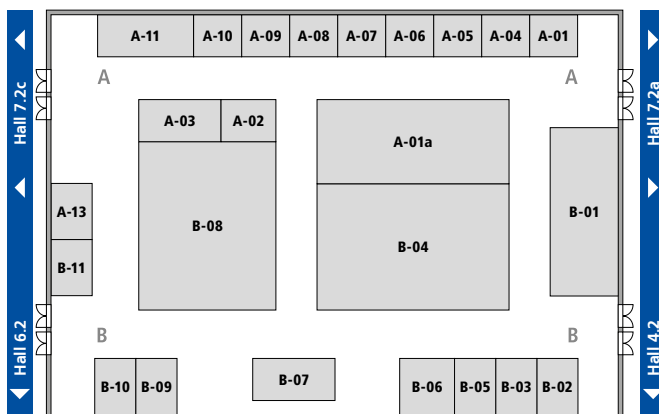 A-11 A-10 A-09 A-08 A-07 A-06 A-05 A-04 A-01
A A
Hall 7.2c
Hall 7.2a
A-03 A-02
A-01a
A-13
B-08
B-01
B-11
B-04
B B
Hall 6.2
Hall 4.2
B-10 B-09
B-07
B-06 B-05 B-03 B-02